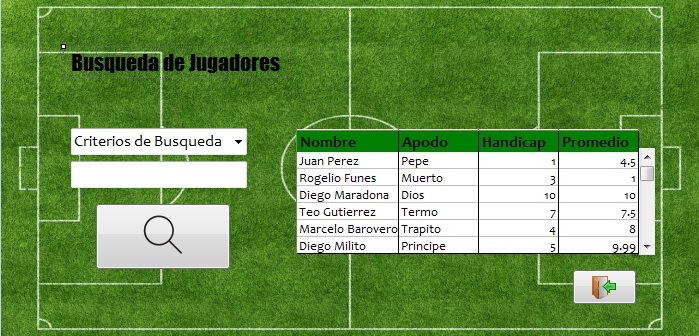 Busqueda de Jugadores
Criterios de Busqueda
Nombre Apodo Handicap Promedio
Juan Perez Pepe 1 4.5
Rogelio Funes Muerto 3 1
Diego Maradona Dios 10 10
Teo Gutierrez Termo 7 7.5
Marcelo Barovero Trapito 4 8
Diego Milito Principe 5 9.99